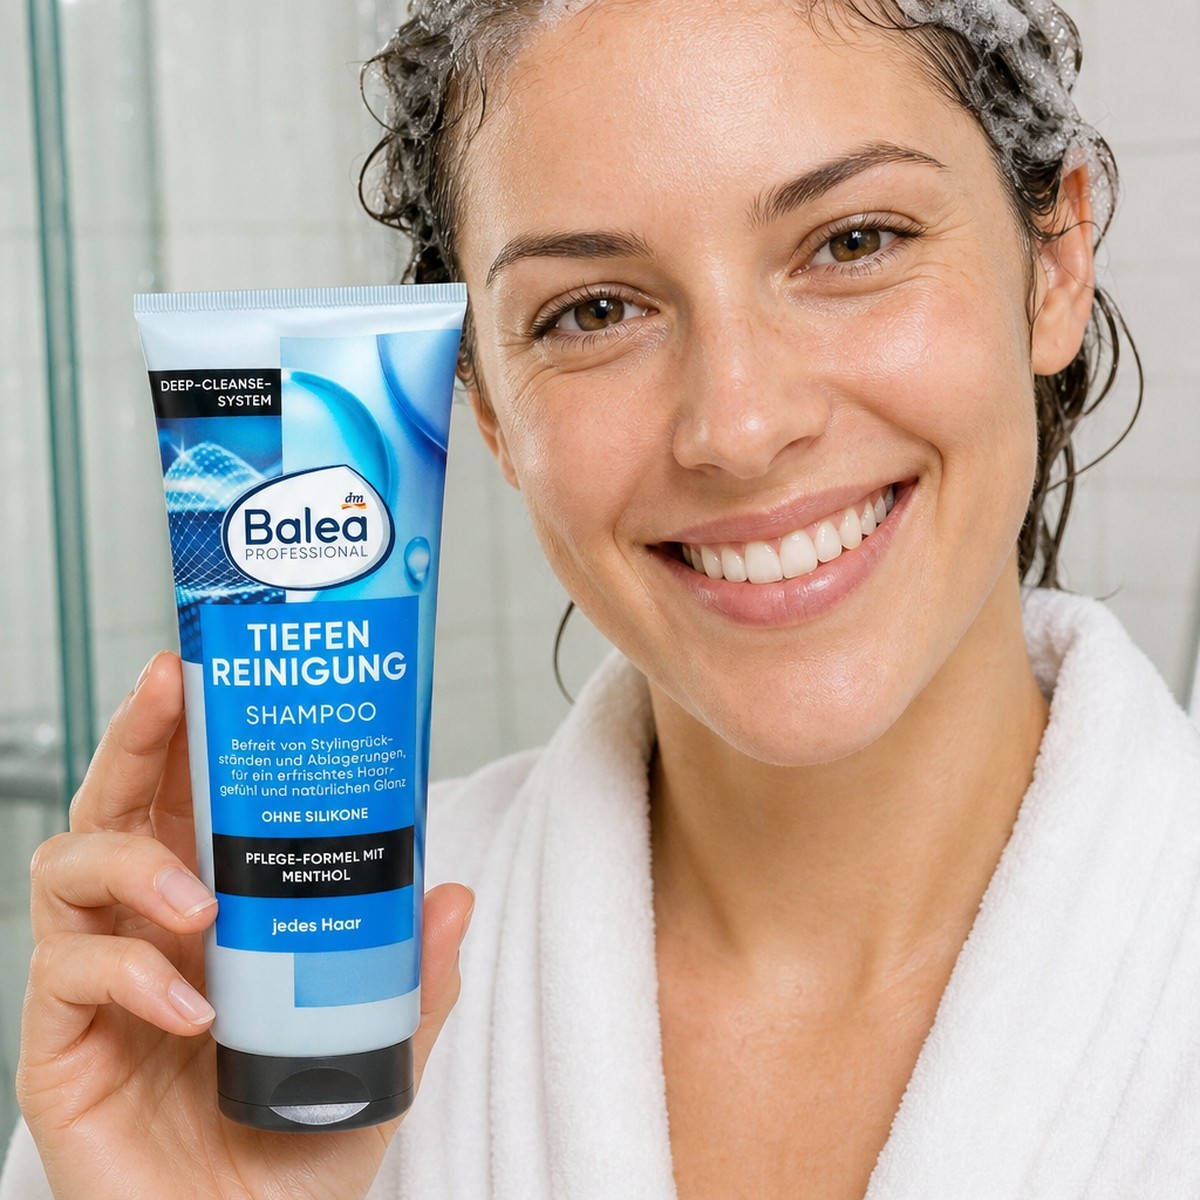 DEEP-CLEANSE-
SYSTEM
dm
Balea
PROFESSIONAL
TIEFEN
REINIGUNG
SHAMPOO
Befreit von Stylingrück-
ständen und Ablagerungen,
für ein erfrischtes Haar-
gefühl und natürlichen Glanz
OHNE SILIKONE
PFLEGE-FORMEL MIT
MENTHOL
jedes Haar